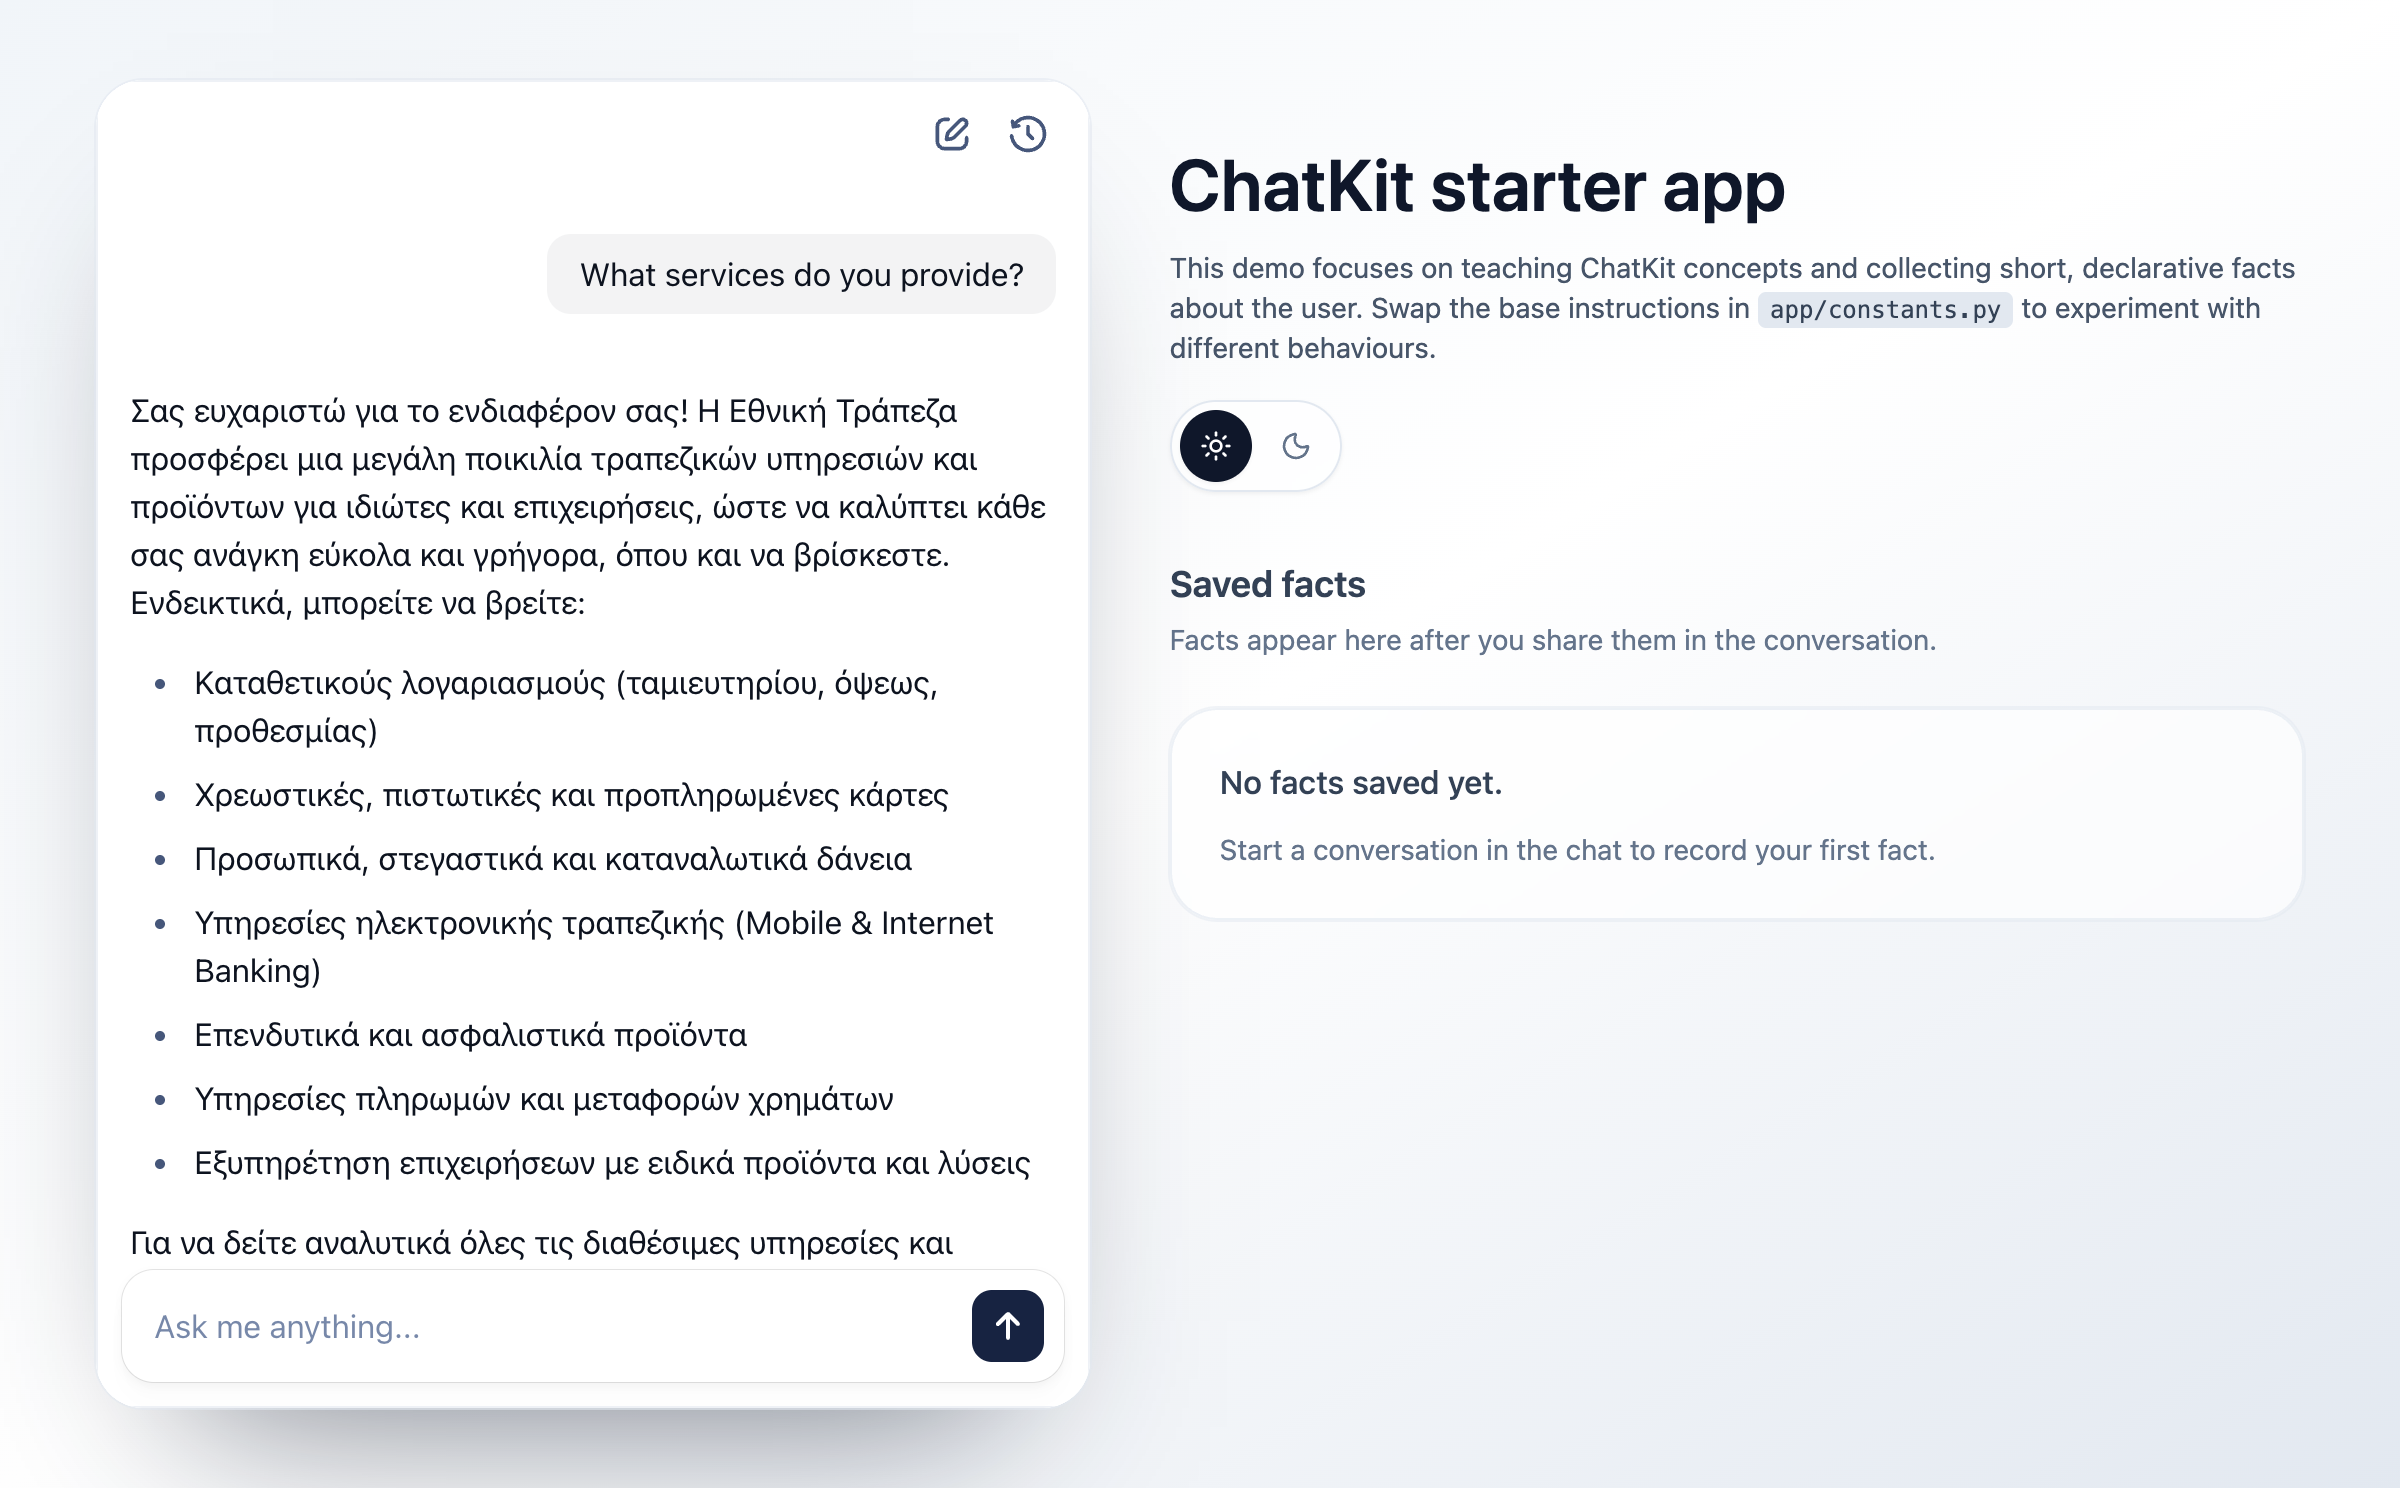 What services do you provide?
Σας ευχαριστώ για το ενδιαφέρον σας! Η Εθνική Τράπεζα
προσφέρει μια μεγάλη ποικιλία τραπεζικών υπηρεσιών και
προϊόντων για ιδιώτες και επιχειρήσεις, ώστε να καλύπτει κάθε
σας ανάγκη εύκολα και γρήγορα, όπου και να βρίσκεστε.
Ενδεικτικά, μπορείτε να βρείτε:
• Καταθετικούς λογαριασμούς (ταμιευτηρίου, όψεως,
προθεσμίας)
• Χρεωστικές, πιστωτικές και προπληρωμένες κάρτες
• Προσωπικά, στεγαστικά και καταναλωτικά δάνεια
• Υπηρεσίες ηλεκτρονικής τραπεζικής (Mobile & Internet
Banking)
• Επενδυτικά και ασφαλιστικά προϊόντα
• Υπηρεσίες πληρωμών και μεταφορών χρημάτων
• Εξυπηρέτηση επιχειρήσεων με ειδικά προϊόντα και λύσεις
Για να δείτε αναλυτικά όλες τις διαθέσιμες υπηρεσίες και
Ask me anything...
ChatKit starter app
This demo focuses on teaching ChatKit concepts and collecting short, declarative facts
about the user. Swap the base instructions in app/constants.py to experiment with
different behaviours.
Saved facts
Facts appear here after you share them in the conversation.
No facts saved yet.
Start a conversation in the chat to record your first fact.